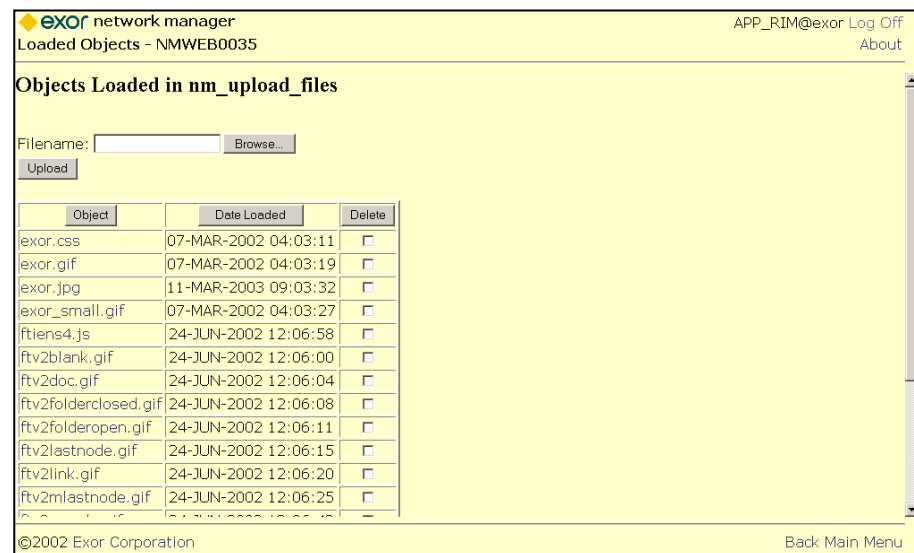 exor network manager APP_RIM@exor Log Off
Loaded Objects - NMWEB0035 About
Objects Loaded in nm_upload_files
Filename: Browse...
Upload
Object Date Loaded Delete
exor.css 07-MAR-2002 04:03:11
exor.gif 07-MAR-2002 04:03:19
exor.jpg 11-MAR-2003 09:03:32
exor_small.gif 07-MAR-2002 04:03:27
ftiens4.js 24-JUN-2002 12:06:58
ftv2blank.gif 24-JUN-2002 12:06:00
ftv2doc.gif 24-JUN-2002 12:06:04
ftv2folderclosed.gif 24-JUN-2002 12:06:08
ftv2folderopen.gif 24-JUN-2002 12:06:11
ftv2lastnode.gif 24-JUN-2002 12:06:15
ftv2link.gif 24-JUN-2002 12:06:20
ftv2mlastnode.gif 24-JUN-2002 12:06:25
©2002 Exor Corporation Back Main Menu